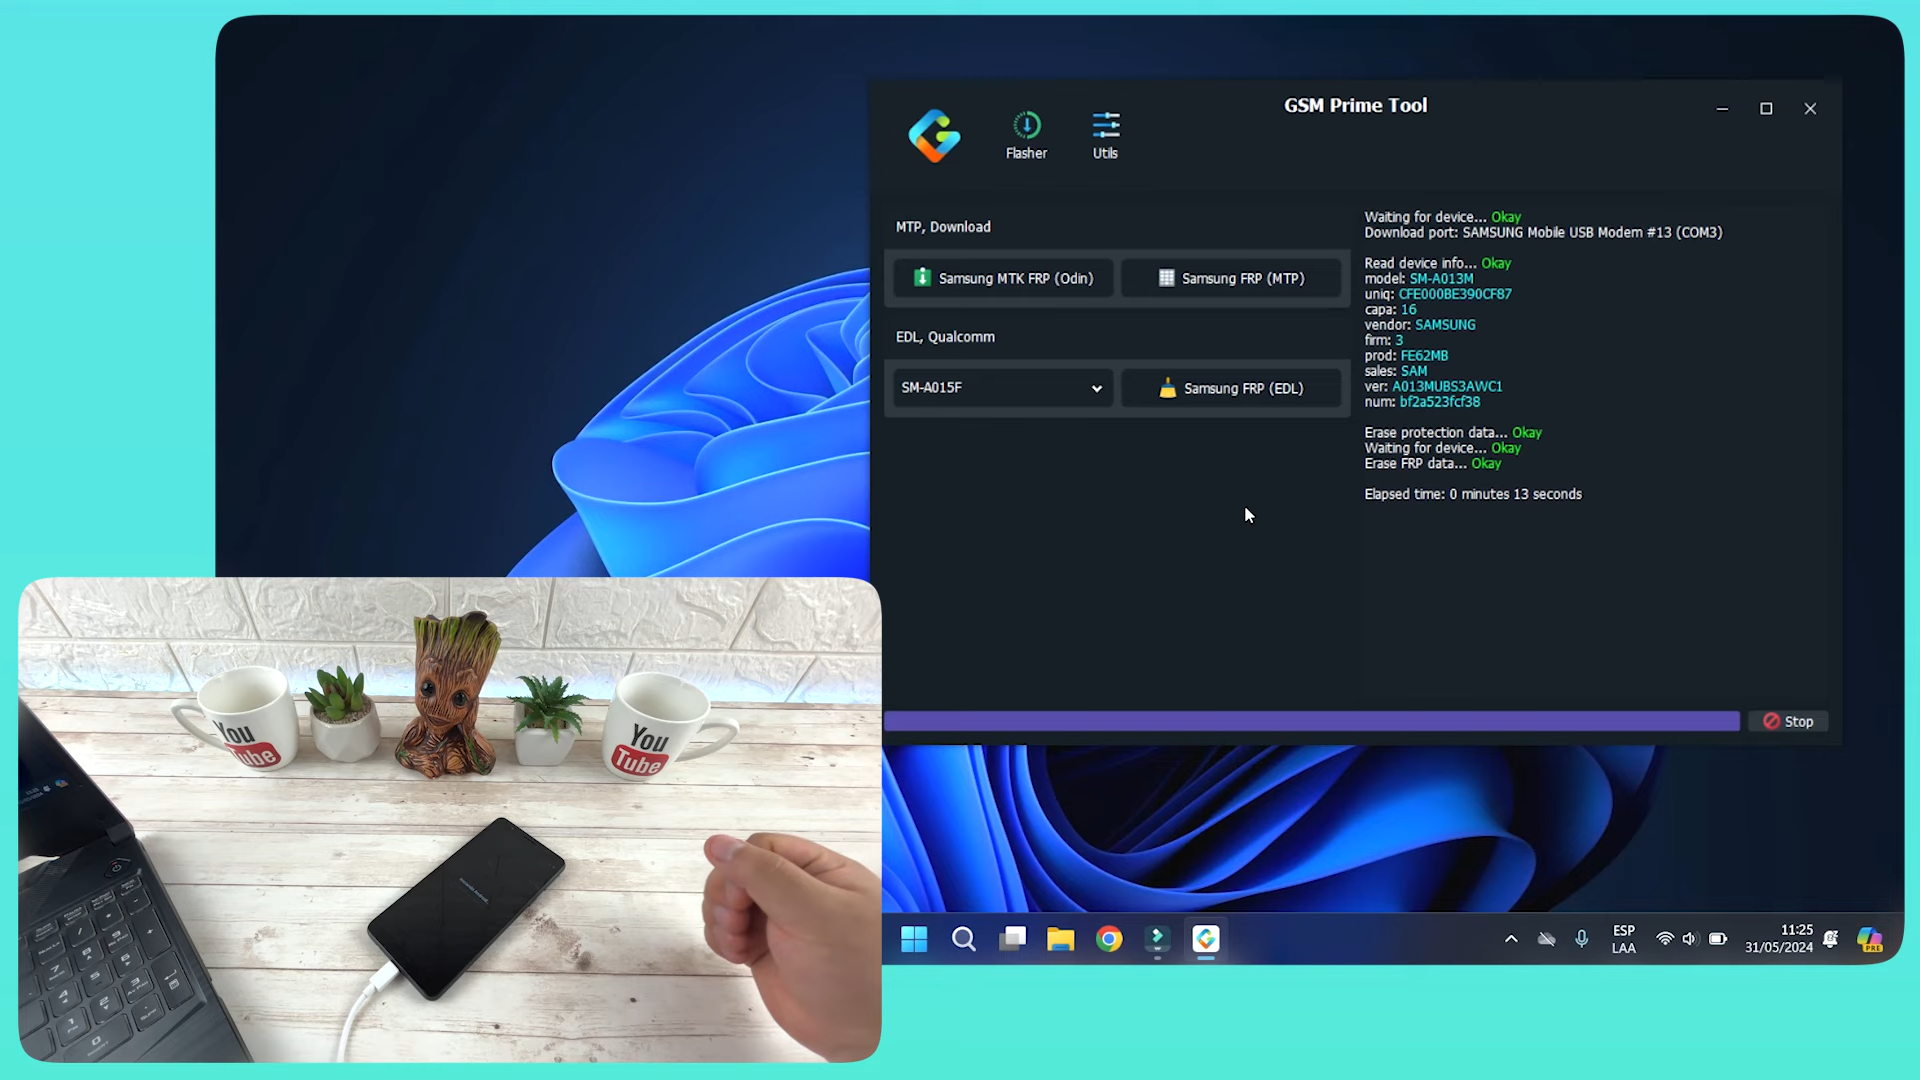 GSM Prime Tool
Flasher
Utils
MTP, Download
Samsung MTK FRP (Odin)
Samsung FRP (MTP)
EDL, Qualcomm
SM-A015F
Samsung FRP (EDL)
Waiting for device... Okay
Download port: SAMSUNG Mobile USB Modem #13 (COM3)
Read device info... Okay
model: SM-A013M
uniq: CFE000BE390CF87
capa: 16
vendor: SAMSUNG
firm: 3
prod: FE62MB
sales: SAM
ver: A013MUBS3AWC1
num: bf2a523fcf38
Erase protection data... Okay
Waiting for device... Okay
Erase FRP data... Okay
Elapsed time: 0 minutes 13 seconds
Stop
You
Tube
You
Tube
ESP
LAA
11:25
31/05/2024
PRE